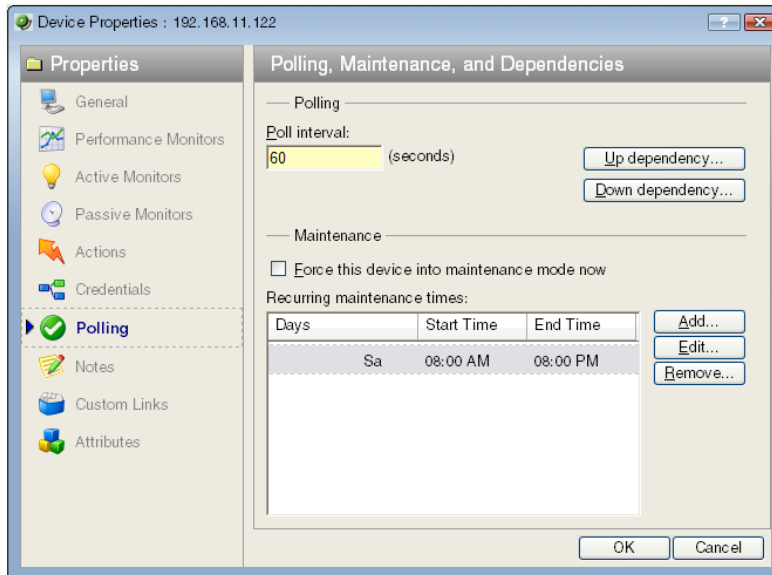 Device Properties : 192.168.11.122
?
X
Properties
General
Performance Monitors
Active Monitors
Passive Monitors
Actions
Credentials
Polling
Notes
Custom Links
Attributes
Polling, Maintenance, and Dependencies
Polling
Poll interval:
60 (seconds)
Up dependency...
Down dependency...
Maintenance
Force this device into maintenance mode now
Recurring maintenance times:
Days Start Time End Time
Sa 08:00 AM 08:00 PM
Add...
Edit...
Remove...
OK Cancel